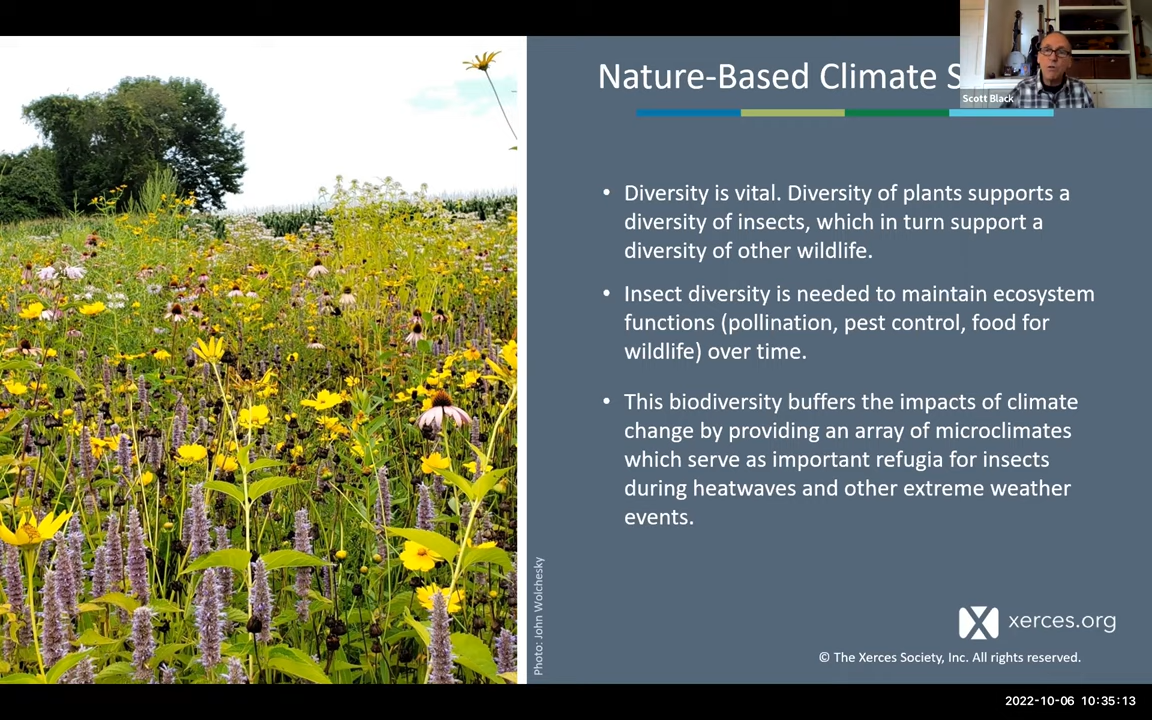 Nature-Based Climate S
Scott Black
• Diversity is vital. Diversity of plants supports a
diversity of insects, which in turn support a
diversity of other wildlife.
• Insect diversity is needed to maintain ecosystem
functions (pollination, pest control, food for
wildlife) over time.
• This biodiversity buffers the impacts of climate
change by providing an array of microclimates
which serve as important refugia for insects
during heatwaves and other extreme weather
events.
Photo: John Wolchesky
xerces.org
© The Xerces Society, Inc. All rights reserved.
2022-10-06 10:35:13